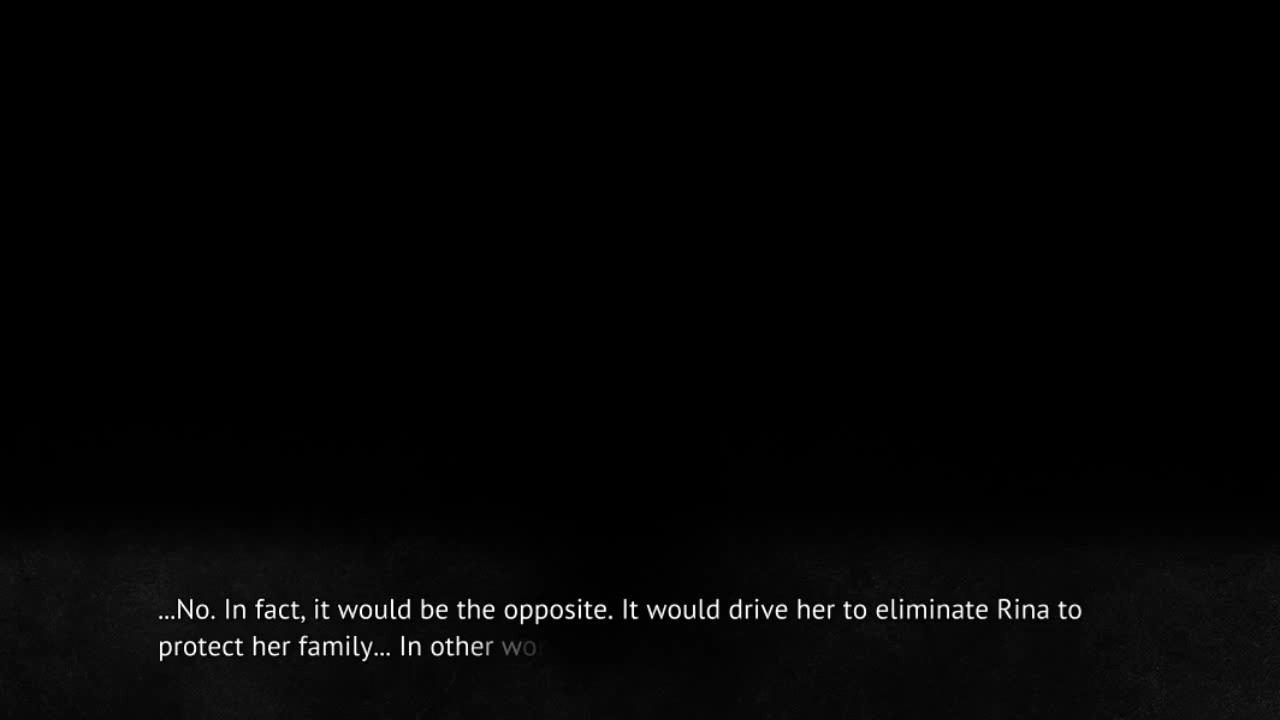 ...No. In fact, it would be the opposite. It would drive her to eliminate Rina to
protect her family... In other wo